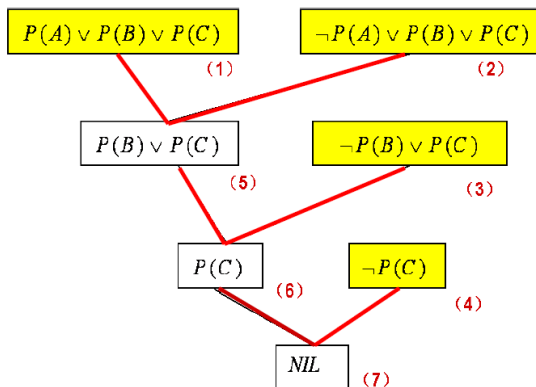 P(A) ∨ P(B) ∨ P(C)
¬P(A) ∨ P(B) ∨ P(C)
(1)
(2)
P(B) ∨ P(C)
¬P(B) ∨ P(C)
(5)
(3)
P(C)
¬P(C)
(6)
(4)
NIL
(7)